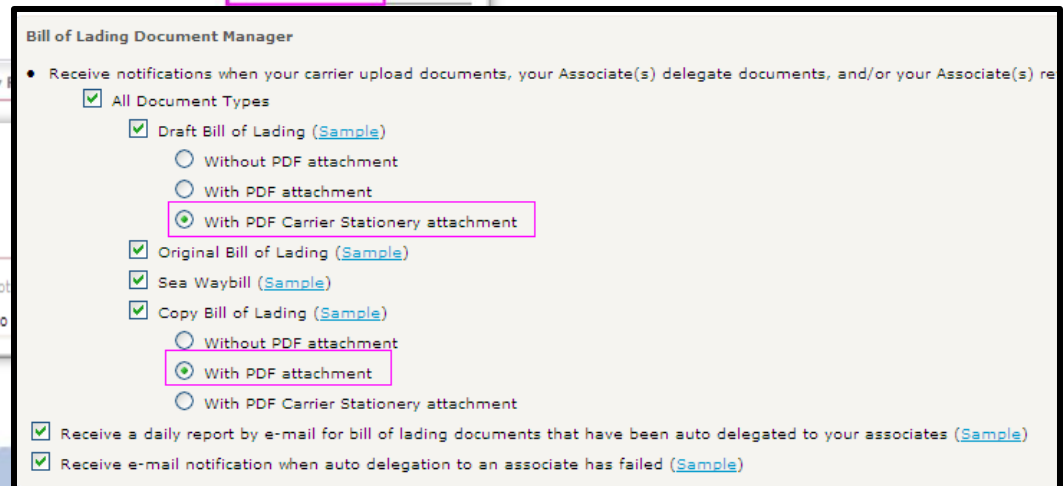 Bill of Lading Document Manager
• Receive notifications when your carrier upload documents, your Associate(s) delegate documents, and/or your Associate(s) re
All Document Types
Draft Bill of Lading (Sample)
Without PDF attachment
With PDF attachment
With PDF Carrier Stationery attachment
Original Bill of Lading (Sample)
Sea Waybill (Sample)
Copy Bill of Lading (Sample)
Without PDF attachment
With PDF attachment
With PDF Carrier Stationery attachment
Receive a daily report by e-mail for bill of lading documents that have been auto delegated to your associates (Sample)
Receive e-mail notification when auto delegation to an associate has failed (Sample)